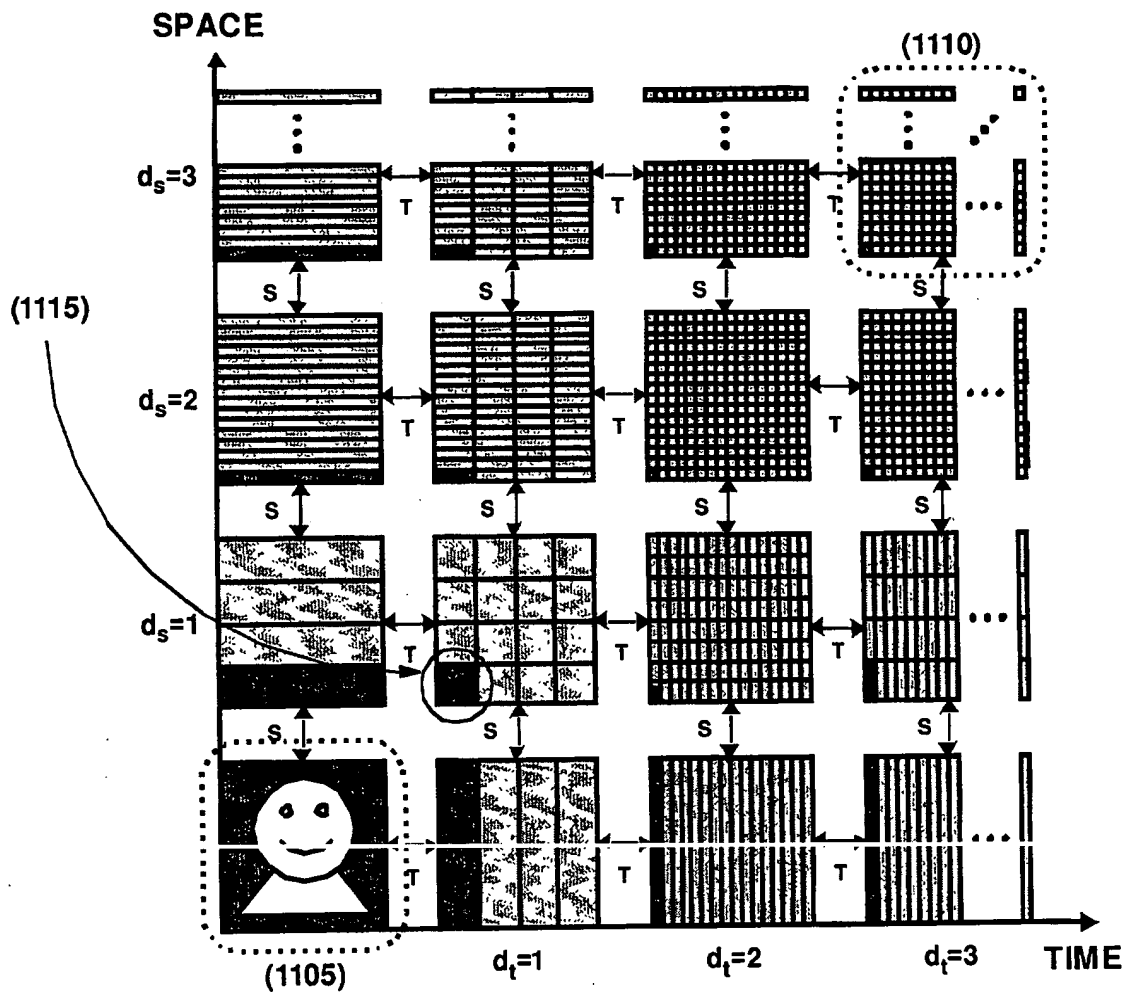 SPACE
(1110)
d_s=3
T T T
S S S S
(1115)
d_s=2
T T T
S S S S
d_s=1
T T T
S S S S
T T T
(1105)
d_t=1 d_t=2 d_t=3 TIME